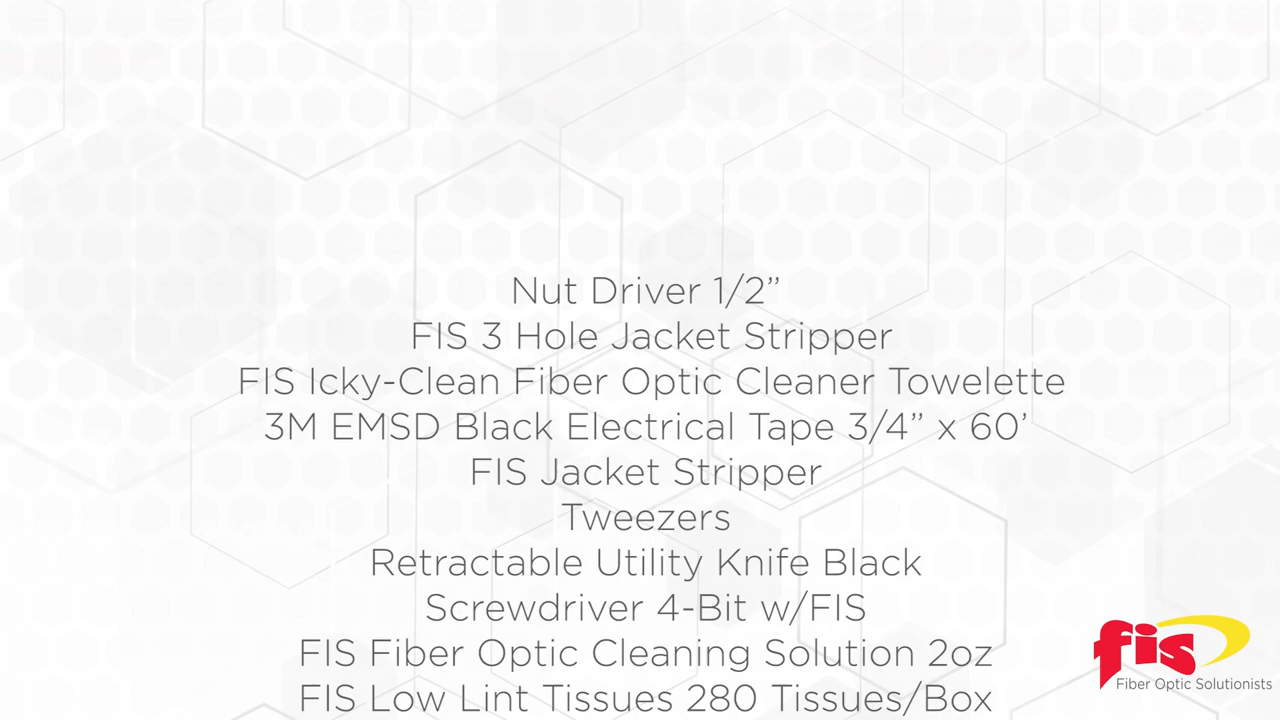 Nut Driver 1/2”
FIS 3 Hole Jacket Stripper
FIS Icky-Clean Fiber Optic Cleaner Towelette
3M EMSD Black Electrical Tape 3/4” x 60’
FIS Jacket Stripper
Tweezers
Retractable Utility Knife Black
Screwdriver 4-Bit w/FIS
FIS Fiber Optic Cleaning Solution 2oz
FIS Low Lint Tissues 280 Tissues/Box
fis
Fiber Optic Solutionists